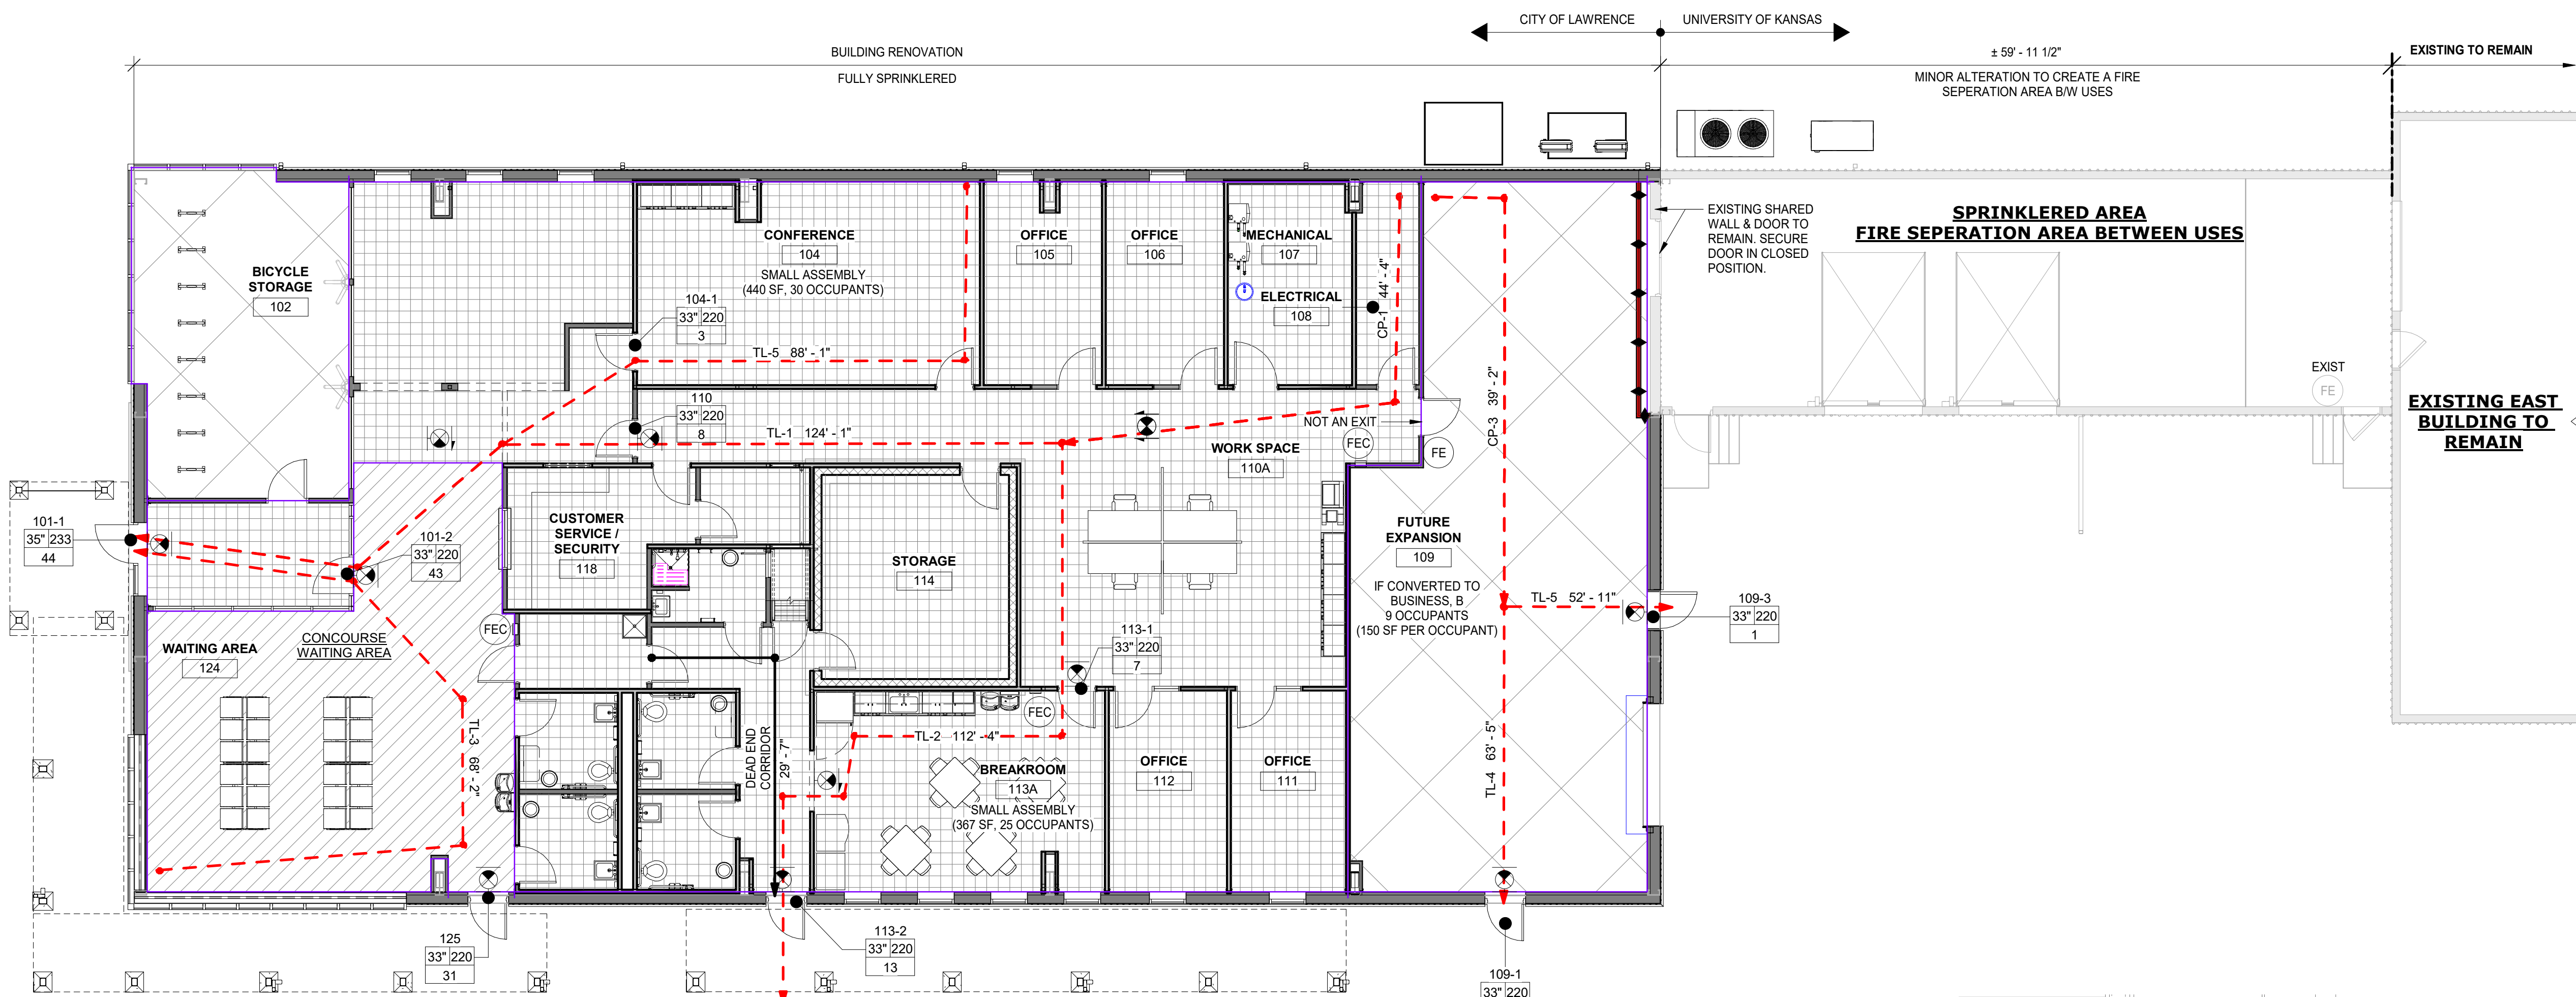 CITY OF LAWRENCE
UNIVERSITY OF KANSAS
BUILDING RENOVATION
FULLY SPRINKLERED
± 59' - 11 1/2"
EXISTING TO REMAIN
MINOR ALTERATION TO CREATE A FIRE
SEPERATION AREA B/W USES
BICYCLE
STORAGE
102
CONFERENCE
104
SMALL ASSEMBLY
(440 SF, 30 OCCUPANTS)
104-1
33" 220
3
TL-5 88' - 1"
OFFICE
105
OFFICE
106
MECHANICAL
107
ELECTRICAL
108
CP-1 44' - 4"
EXISTING SHARED
WALL & DOOR TO
REMAIN. SECURE
DOOR IN CLOSED
POSITION.
SPRINKLERED AREA
FIRE SEPERATION AREA BETWEEN USES
EXIST
FE
EXISTING EAST
BUILDING TO
REMAIN
110
33" 220
8
TL-1 124' - 1"
NOT AN EXIT
FEC
FE
CP-3 39' - 2"
WORK SPACE
110A
101-1
35" 233
44
101-2
33" 220
43
CUSTOMER
SERVICE /
SECURITY
118
STORAGE
114
FUTURE
EXPANSION
109
IF CONVERTED TO
BUSINESS, B
9 OCCUPANTS
(150 SF PER OCCUPANT)
TL-5 52' - 11"
109-3
33" 220
1
FEC
WAITING AREA
124
CONCOURSE
WAITING AREA
113-1
33" 220
7
FEC
TL-3 68' - 2"
DEAD END
CORRIDOR
29' - 7"
TL-2 112' - 4"
BREAKROOM
113A
SMALL ASSEMBLY
(367 SF, 25 OCCUPANTS)
OFFICE
112
OFFICE
111
TL-4 63' - 5"
125
33" 220
31
113-2
33" 220
13
109-1
33" 220